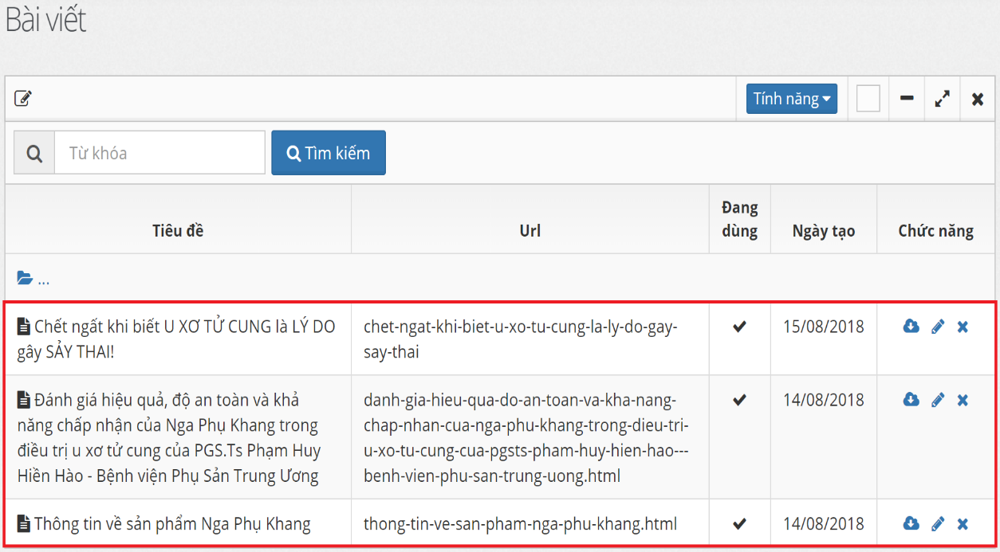 Bài viết
Tính năng
Từ khóa
Tìm kiếm
Tiêu đề Url Đang dùng Ngày tạo Chức năng
...
Chết ngất khi biết U XƠ TỬ CUNG là LÝ DO
gây SẢY THAI!
chet-ngat-khi-biet-u-xo-tu-cung-la-ly-do-gay-
say-thai
15/08/2018
Đánh giá hiệu quả, độ an toàn và khả
năng chấp nhận của Nga Phụ Khang trong
điều trị u xơ tử cung của PGS.Ts Phạm Huy
Hiền Hào - Bệnh viện Phụ Sản Trung Ương
danh-gia-hieu-qua-do-an-toan-va-kha-nang-
chap-nhan-cua-nga-phu-khang-trong-dieu-tri-
u-xo-tu-cung-cua-pgsts-pham-huy-hien-hao---
benh-vien-phu-san-trung-uong.html
14/08/2018
Thông tin về sản phẩm Nga Phụ Khang
thong-tin-ve-san-pham-nga-phu-khang.html
14/08/2018